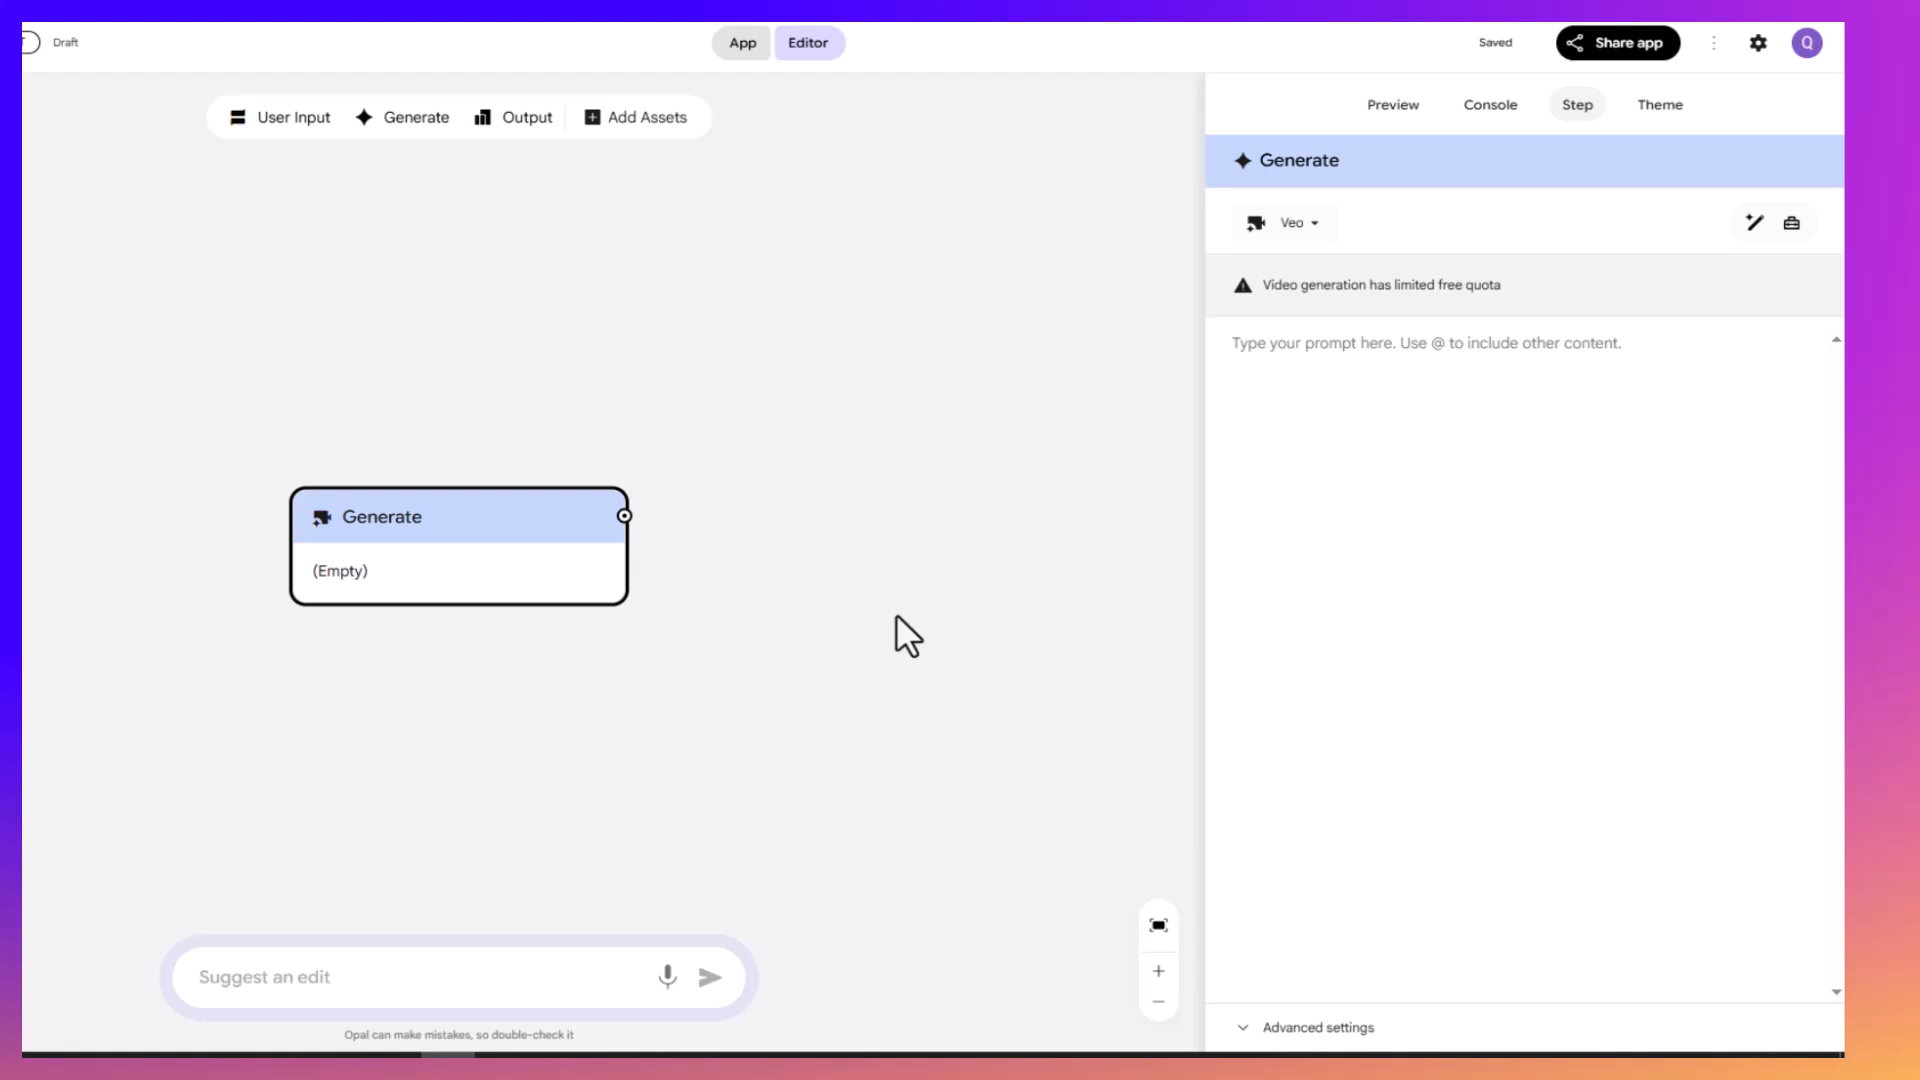 Draft
App
Editor
Saved
Share app
Q
User Input
Generate
Output
Add Assets
Preview
Console
Step
Theme
Generate
Veo
Video generation has limited free quota
Type your prompt here. Use @ to include other content.
Generate
(Empty)
Suggest an edit
Opal can make mistakes, so double-check it
Advanced settings